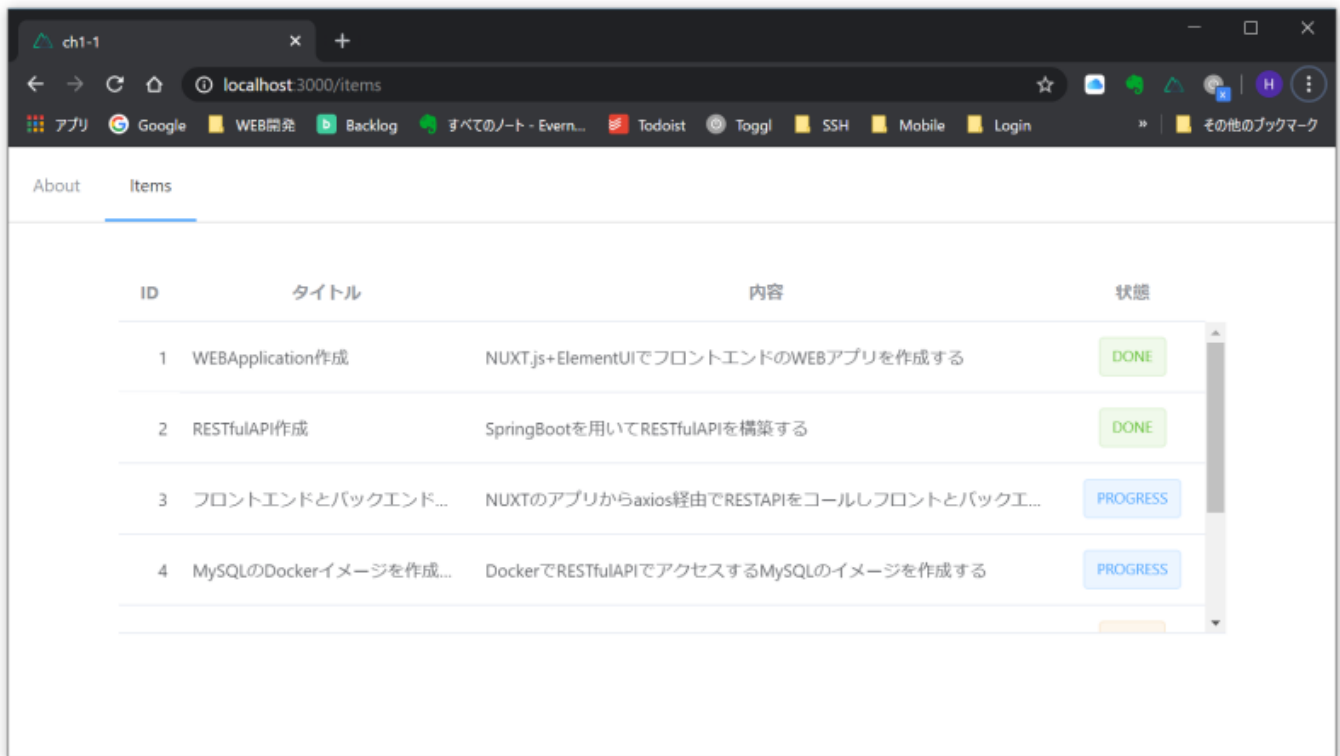 ch1-1
localhost:3000/items
アプリ Google WEB開発 Backlog すべてのノート - Evern... Todoist Toggl SSH Mobile Login » その他のブックマーク
About Items
ID タイトル 内容 状態
1 WEBApplication作成 NUXT.js+ElementUIでフロントエンドのWEBアプリを作成する DONE
2 RESTfulAPI作成 SpringBootを用いてRESTfulAPIを構築する DONE
3 フロントエンドとバックエンド... NUXTのアプリからaxios経由でRESTAPIをコールしフロントとバックエ... PROGRESS
4 MySQLのDockerイメージを作成... DockerでRESTfulAPIでアクセスするMySQLのイメージを作成する PROGRESS